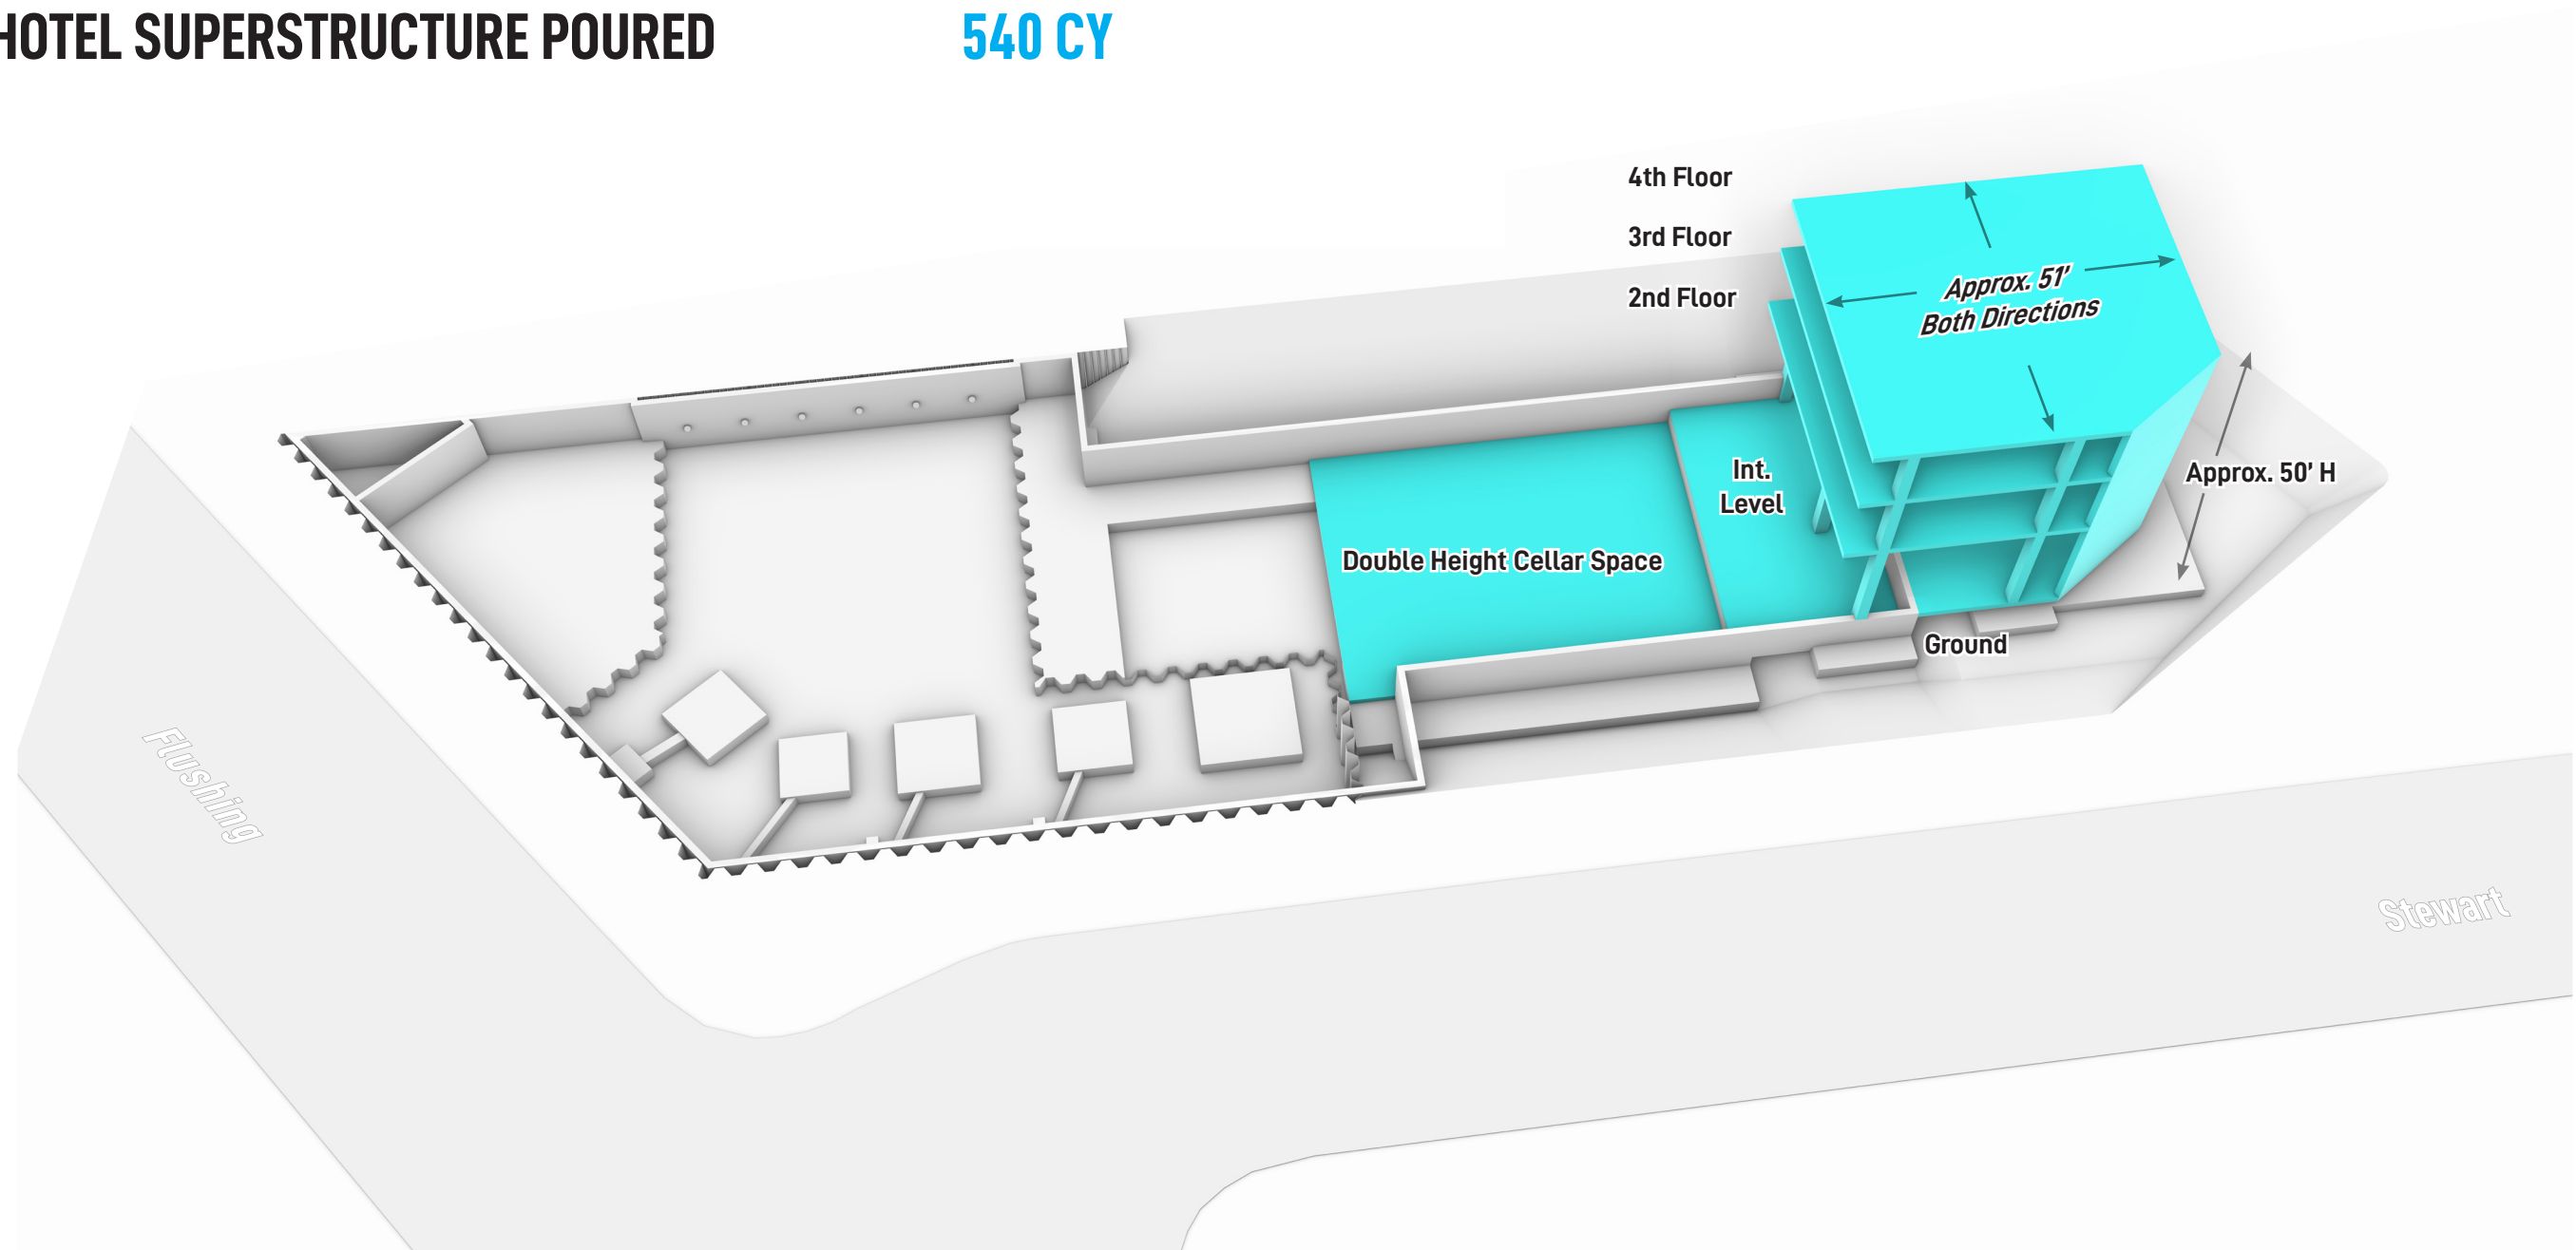 HOTEL SUPERSTRUCTURE POURED
540 CY
4th Floor
3rd Floor
2nd Floor
Approx. 51'
Both Directions
Approx. 50' H
Int.
Level
Double Height Cellar Space
Ground
Flushing
Stewart